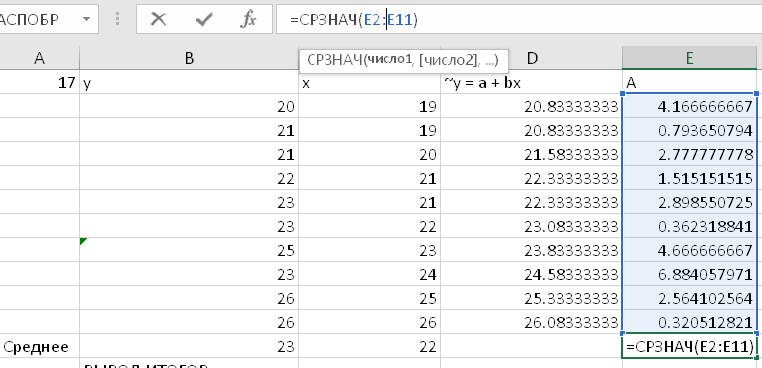 АСПОБР fx =СРЗНАЧ(E2:E11)
СРЗНАЧ(число1, [число2], ...)
A B C D E
17 y x ~y = a + bx A
20 19 20.83333333 4.166666667
21 19 20.83333333 0.793650794
21 20 21.58333333 2.777777778
22 21 22.33333333 1.515151515
23 21 22.33333333 2.898550725
23 22 23.08333333 0.362318841
25 23 23.83333333 4.666666667
23 24 24.58333333 6.884057971
26 25 25.33333333 2.564102564
26 26 26.08333333 0.320512821
Среднее 23 22 =СРЗНАЧ(E2:E11)